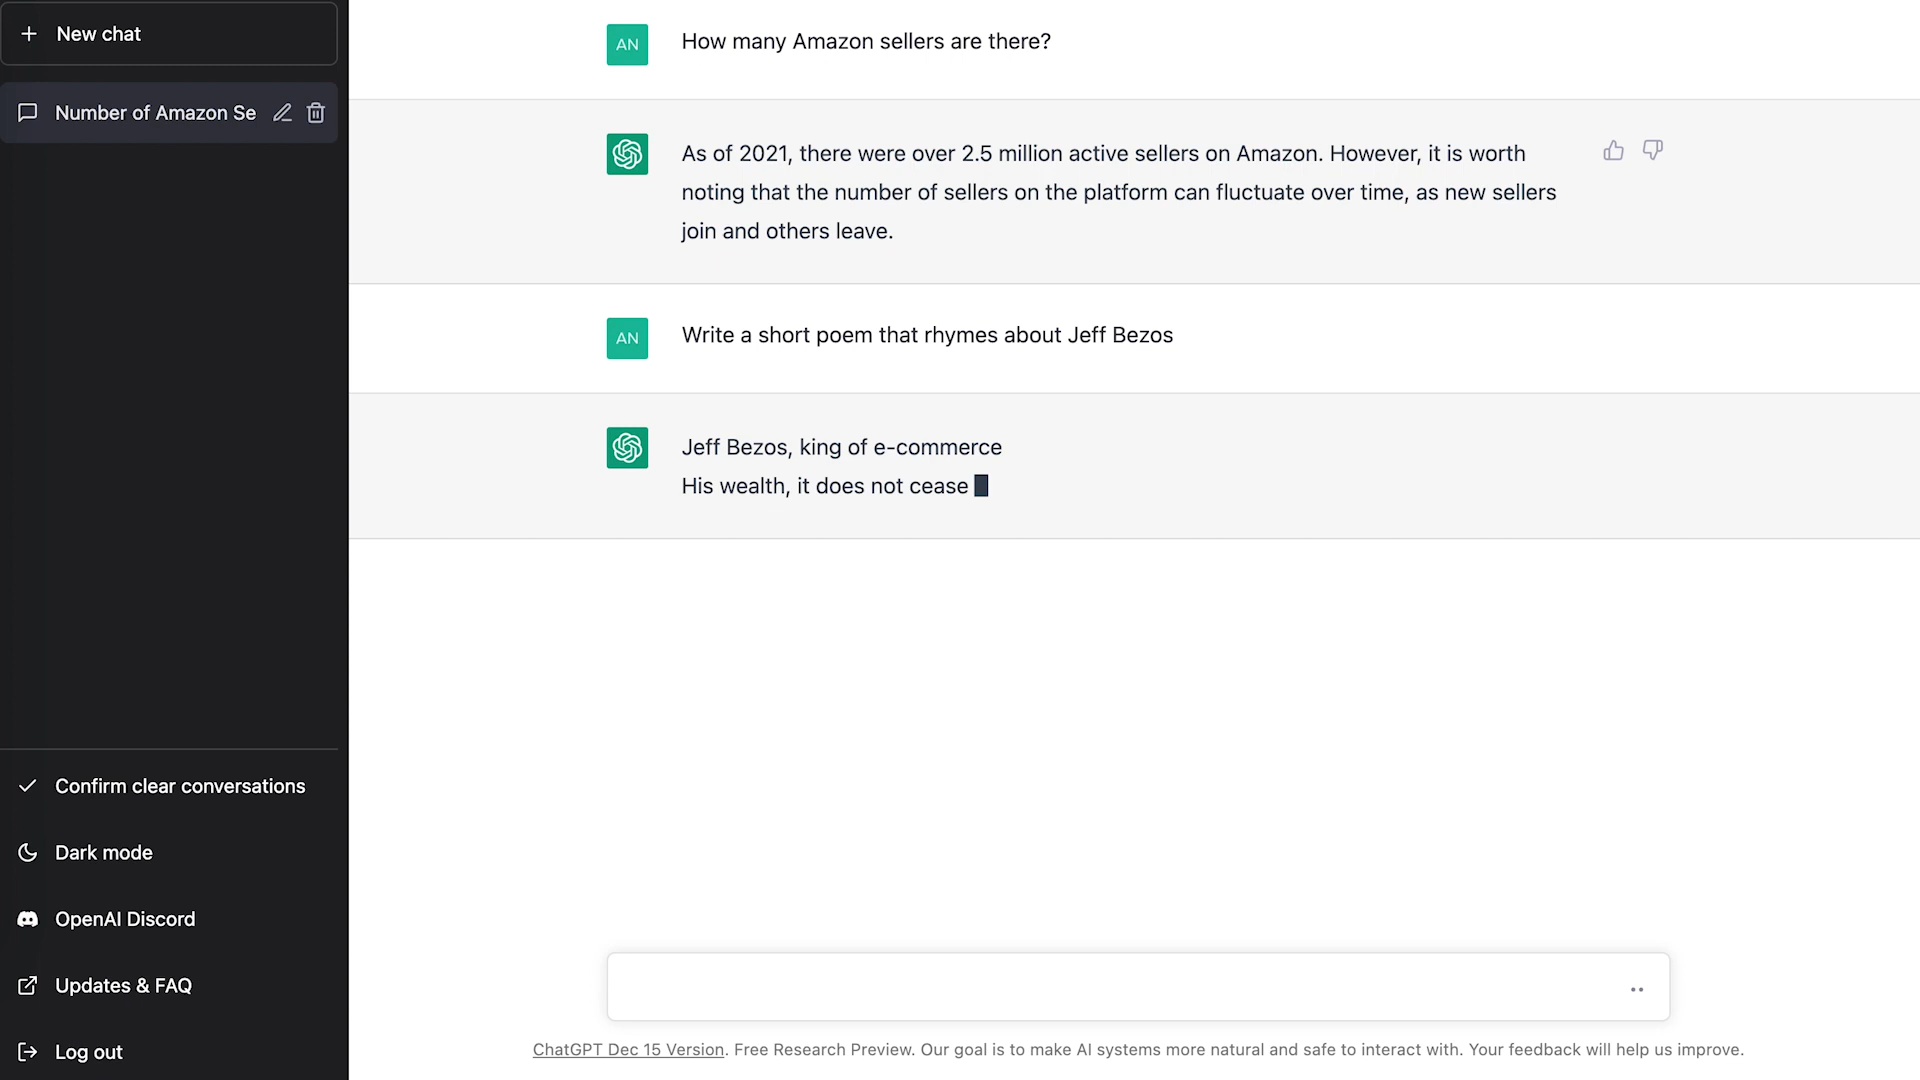 New chat
Number of Amazon Se
Confirm clear conversations
Dark mode
OpenAI Discord
Updates & FAQ
Log out
AN
How many Amazon sellers are there?
As of 2021, there were over 2.5 million active sellers on Amazon. However, it is worth
noting that the number of sellers on the platform can fluctuate over time, as new sellers
join and others leave.
AN
Write a short poem that rhymes about Jeff Bezos
Jeff Bezos, king of e-commerce
His wealth, it does not cease
ChatGPT Dec 15 Version. Free Research Preview. Our goal is to make AI systems more natural and safe to interact with. Your feedback will help us improve.